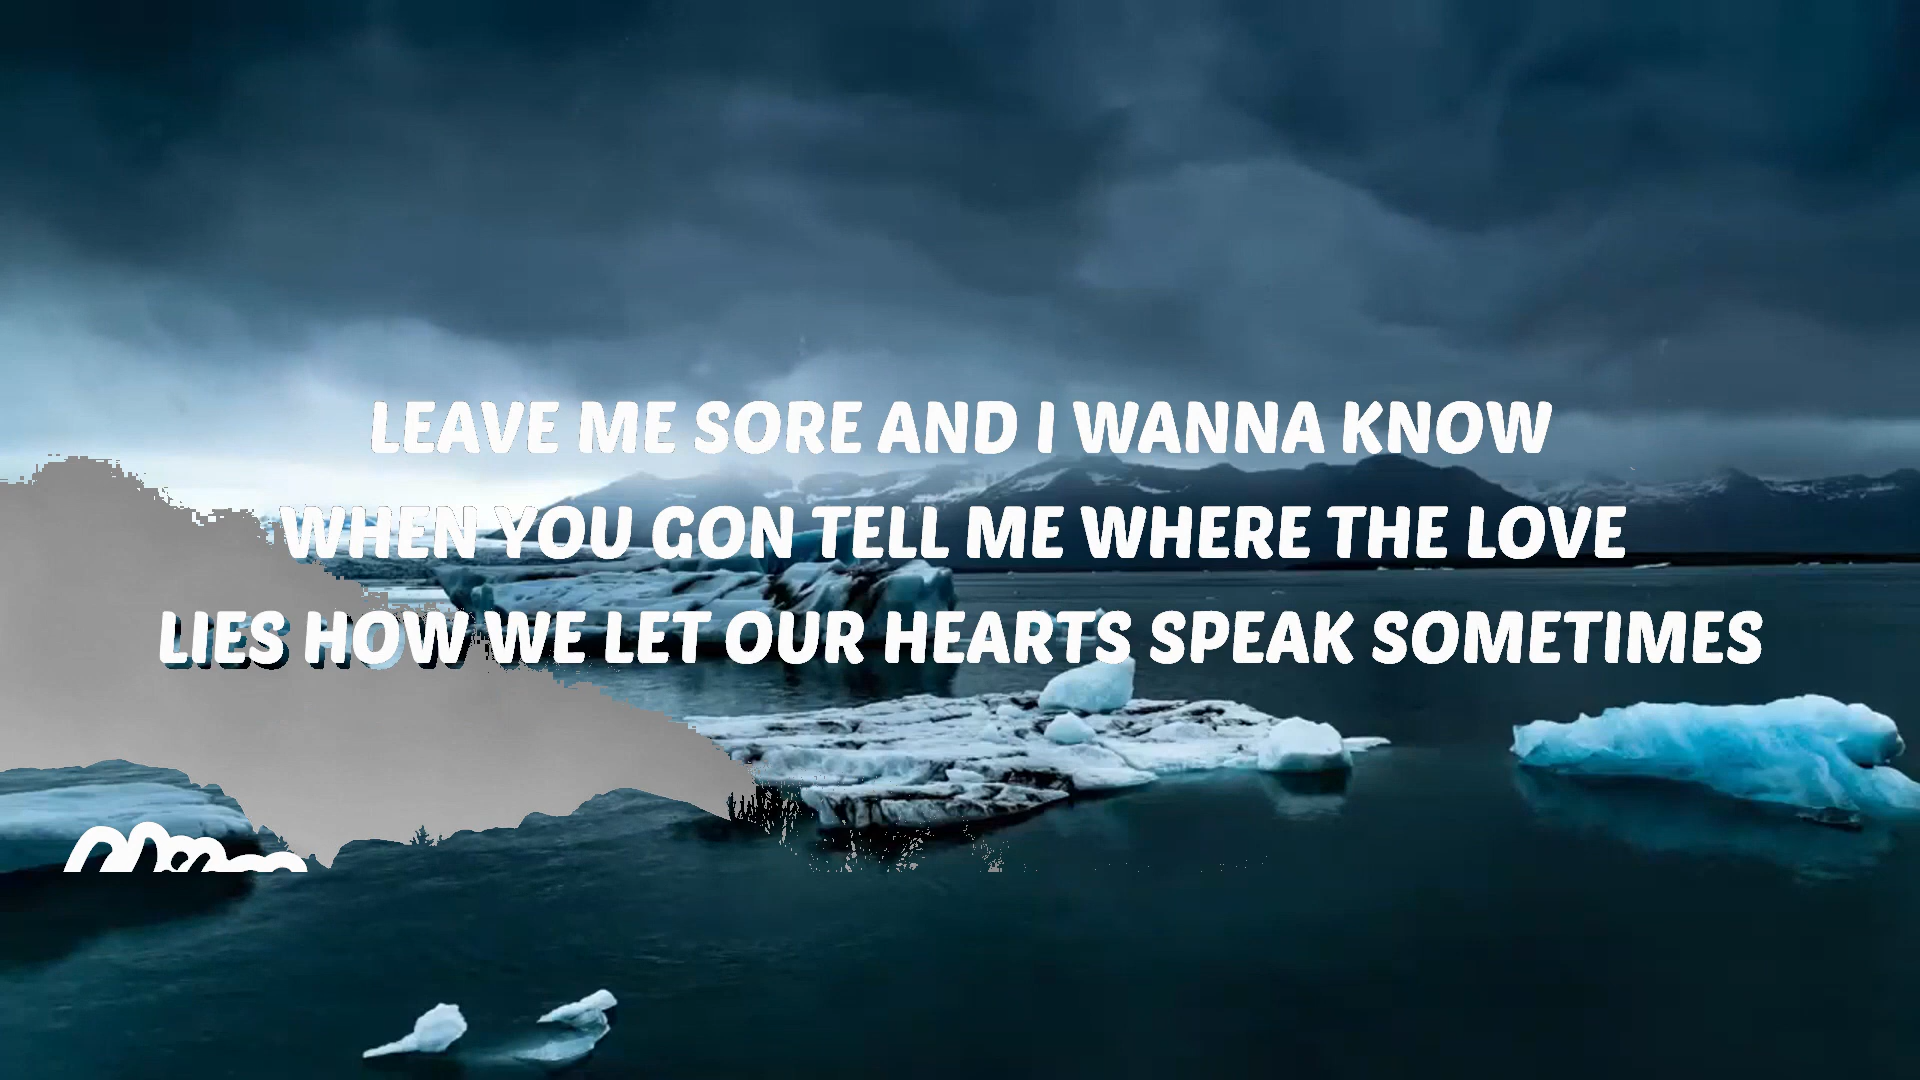 LEAVE ME SORE AND I WANNA KNOW
WHEN YOU GON TELL ME WHERE THE LOVE
LIES HOW WE LET OUR HEARTS SPEAK SOMETIMES